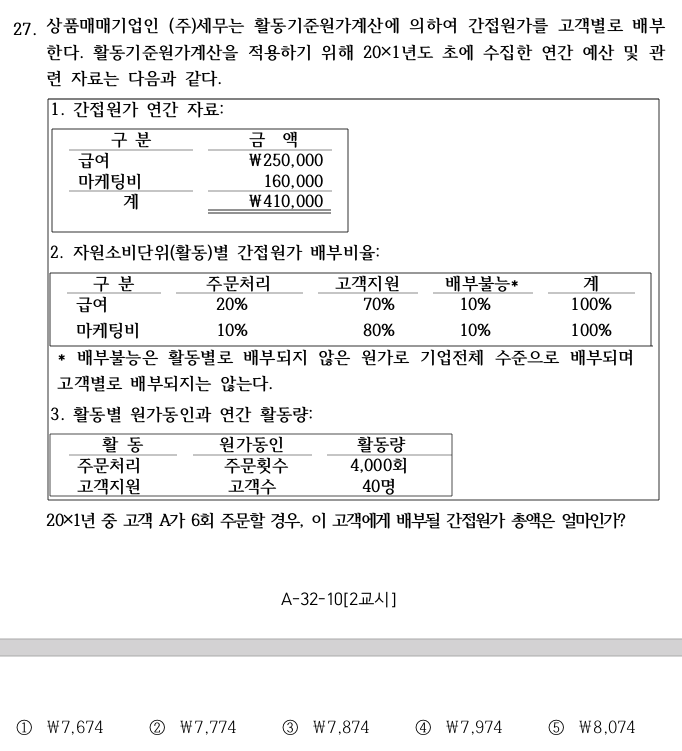 27. 상품매매기업인 (주)세무는 활동기준원가계산에 의하여 간접원가를 고객별로 배부
한다. 활동기준원가계산을 적용하기 위해 20×1년도 초에 수집한 연간 예산 및 관
련 자료는 다음과 같다.
1. 간접원가 연간 자료:
구 분 금 액
급여 ₩250,000
마케팅비 160,000
계 ₩410,000
2. 자원소비단위(활동)별 간접원가 배부비율:
구 분 주문처리 고객지원 배부불능* 계
급여 20% 70% 10% 100%
마케팅비 10% 80% 10% 100%
* 배부불능은 활동별로 배부되지 않은 원가로 기업전체 수준으로 배부되며
고객별로 배부되지는 않는다.
3. 활동별 원가동인과 연간 활동량:
활 동 원가동인 활동량
주문처리 주문횟수 4,000회
고객지원 고객수 40명
20×1년 중 고객 A가 6회 주문할 경우, 이 고객에게 배부될 간접원가 총액은 얼마인가?
A-32-10[2교시]
① ₩7,674 ② ₩7,774 ③ ₩7,874 ④ ₩7,974 ⑤ ₩8,074